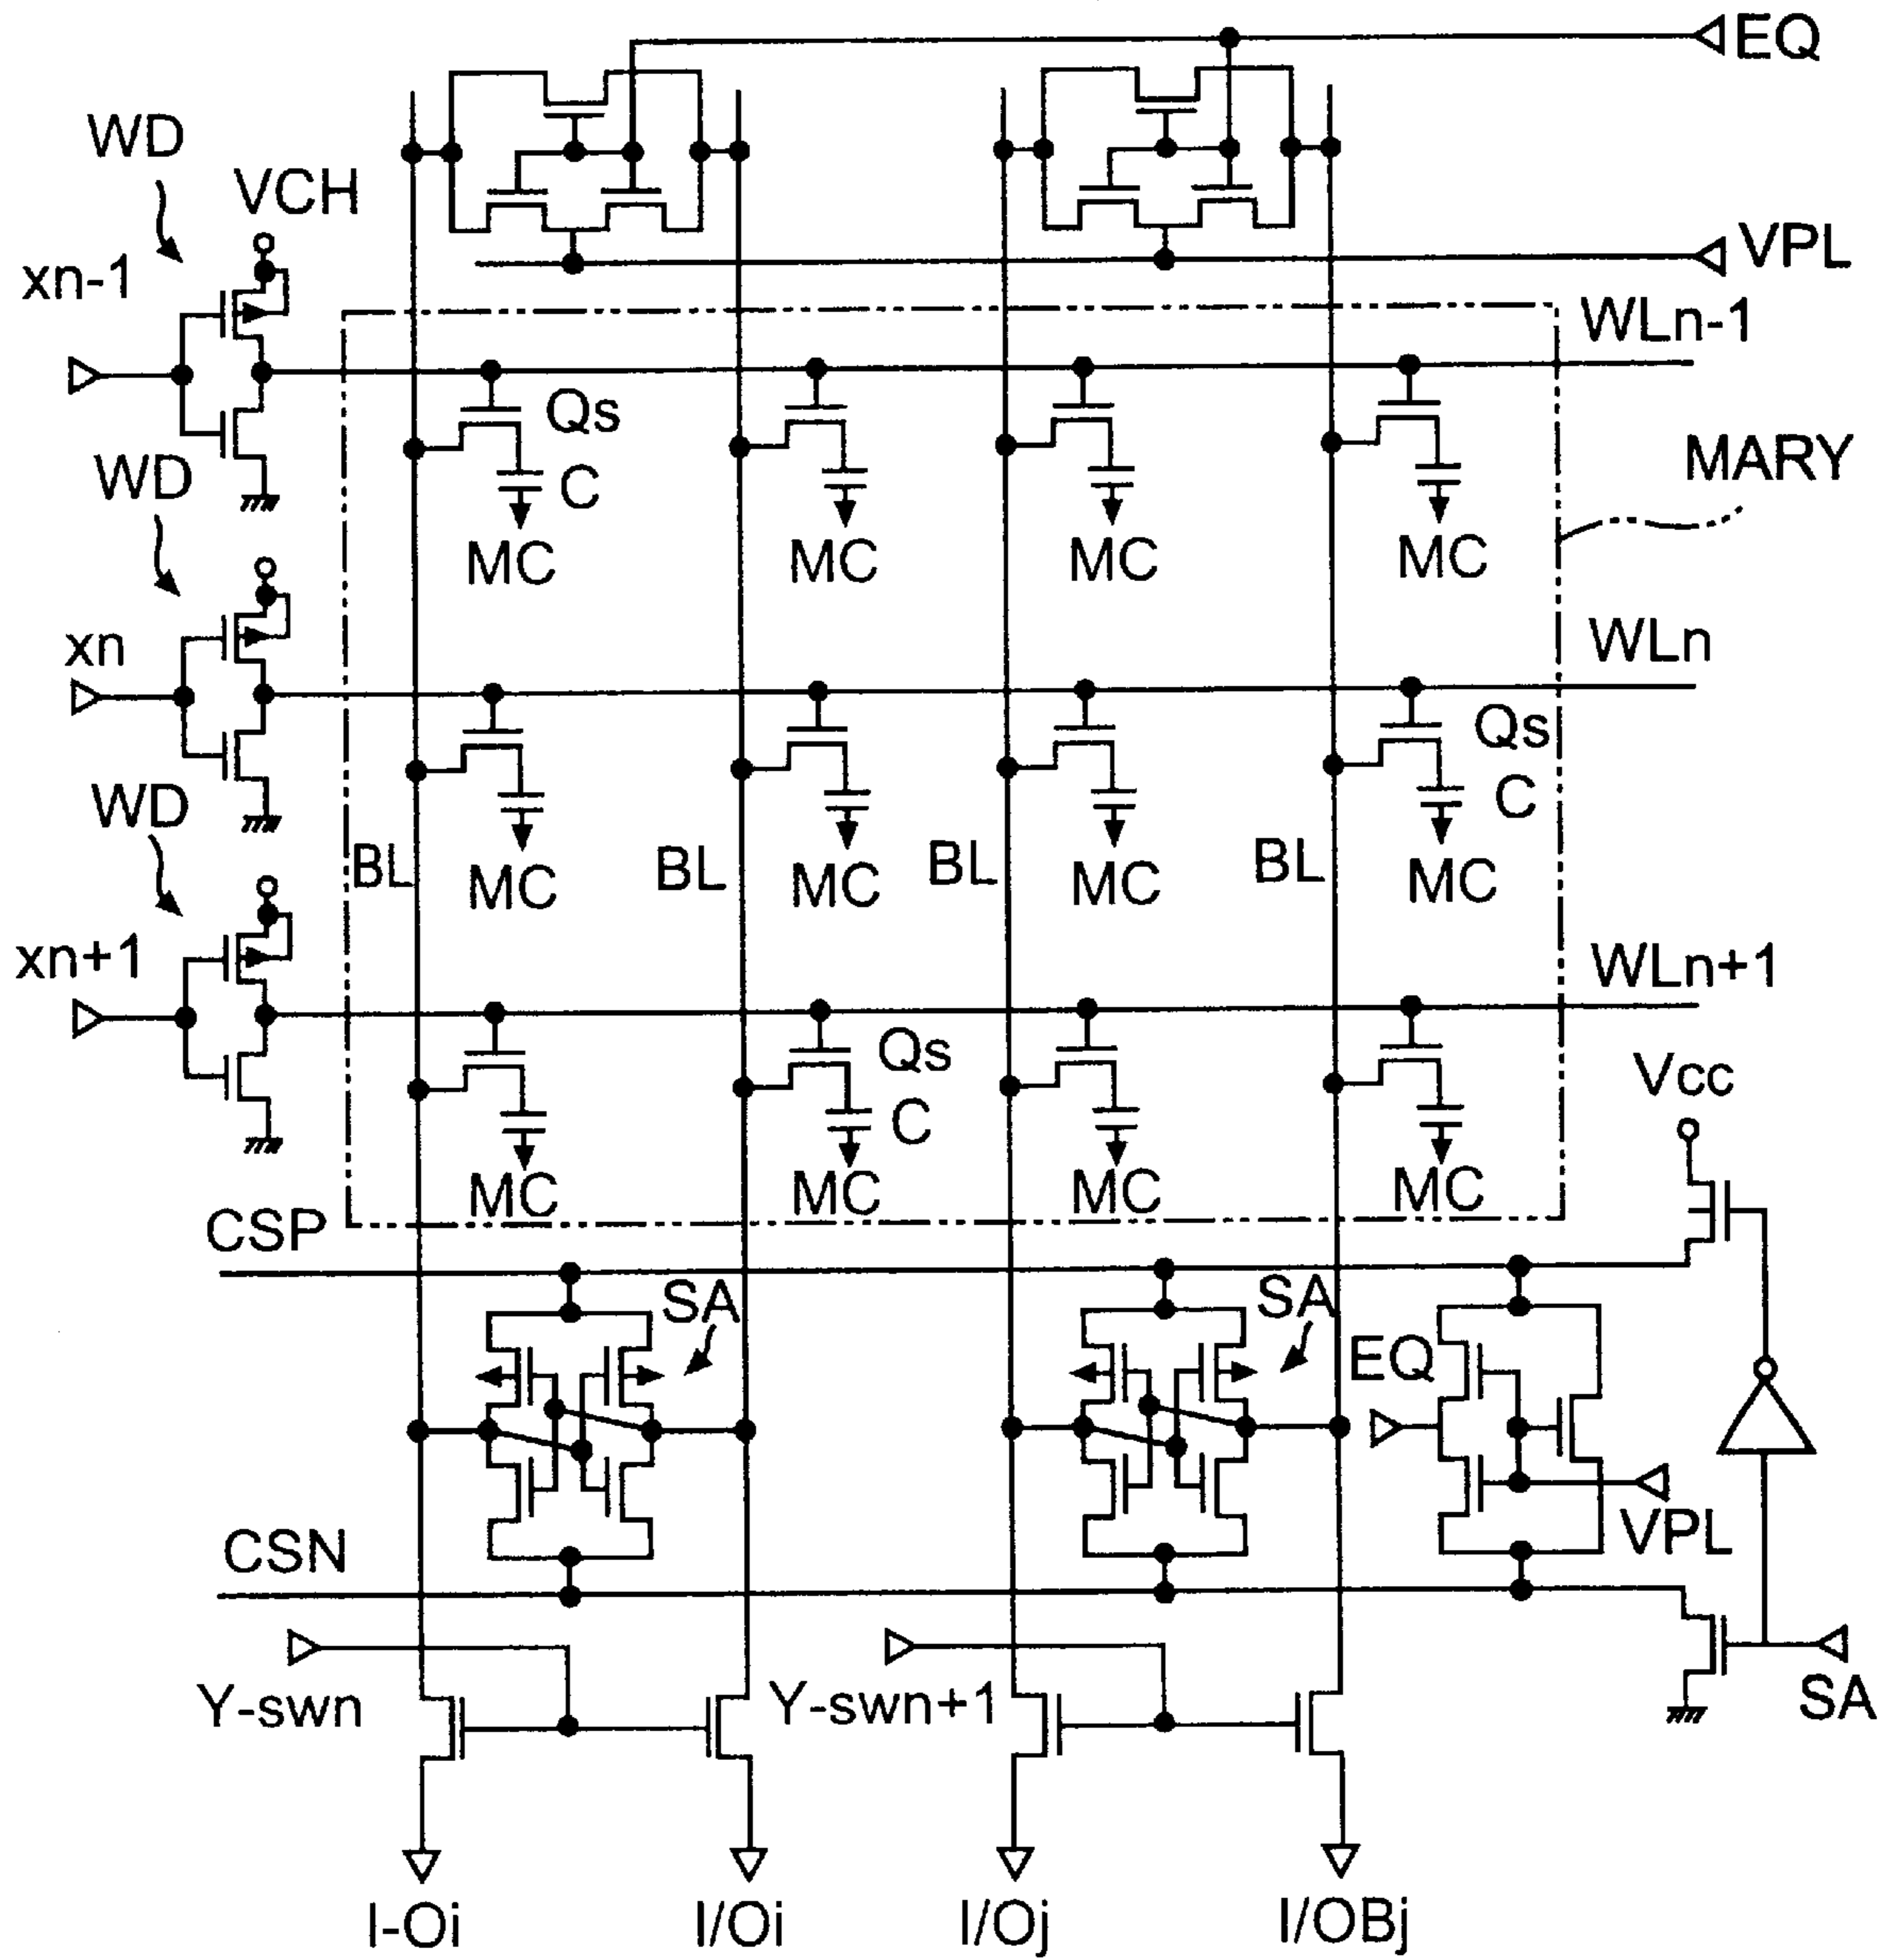 EQ
WD
VCH
VPL
xn-1
WLn-1
Qs
MARY
WD
C
MC
MC
MC
MC
xn
WLn
Qs
WD
C
BL
BL
BL
BL
MC
MC
MC
MC
xn+1
WLn+1
Qs
Vcc
C
MC
MC
MC
MC
CSP
SA
SA
EQ
CSN
VPL
Y-swn
Y-swn+1
SA
I-Oi
I/Oi
I/Oj
I/OBj